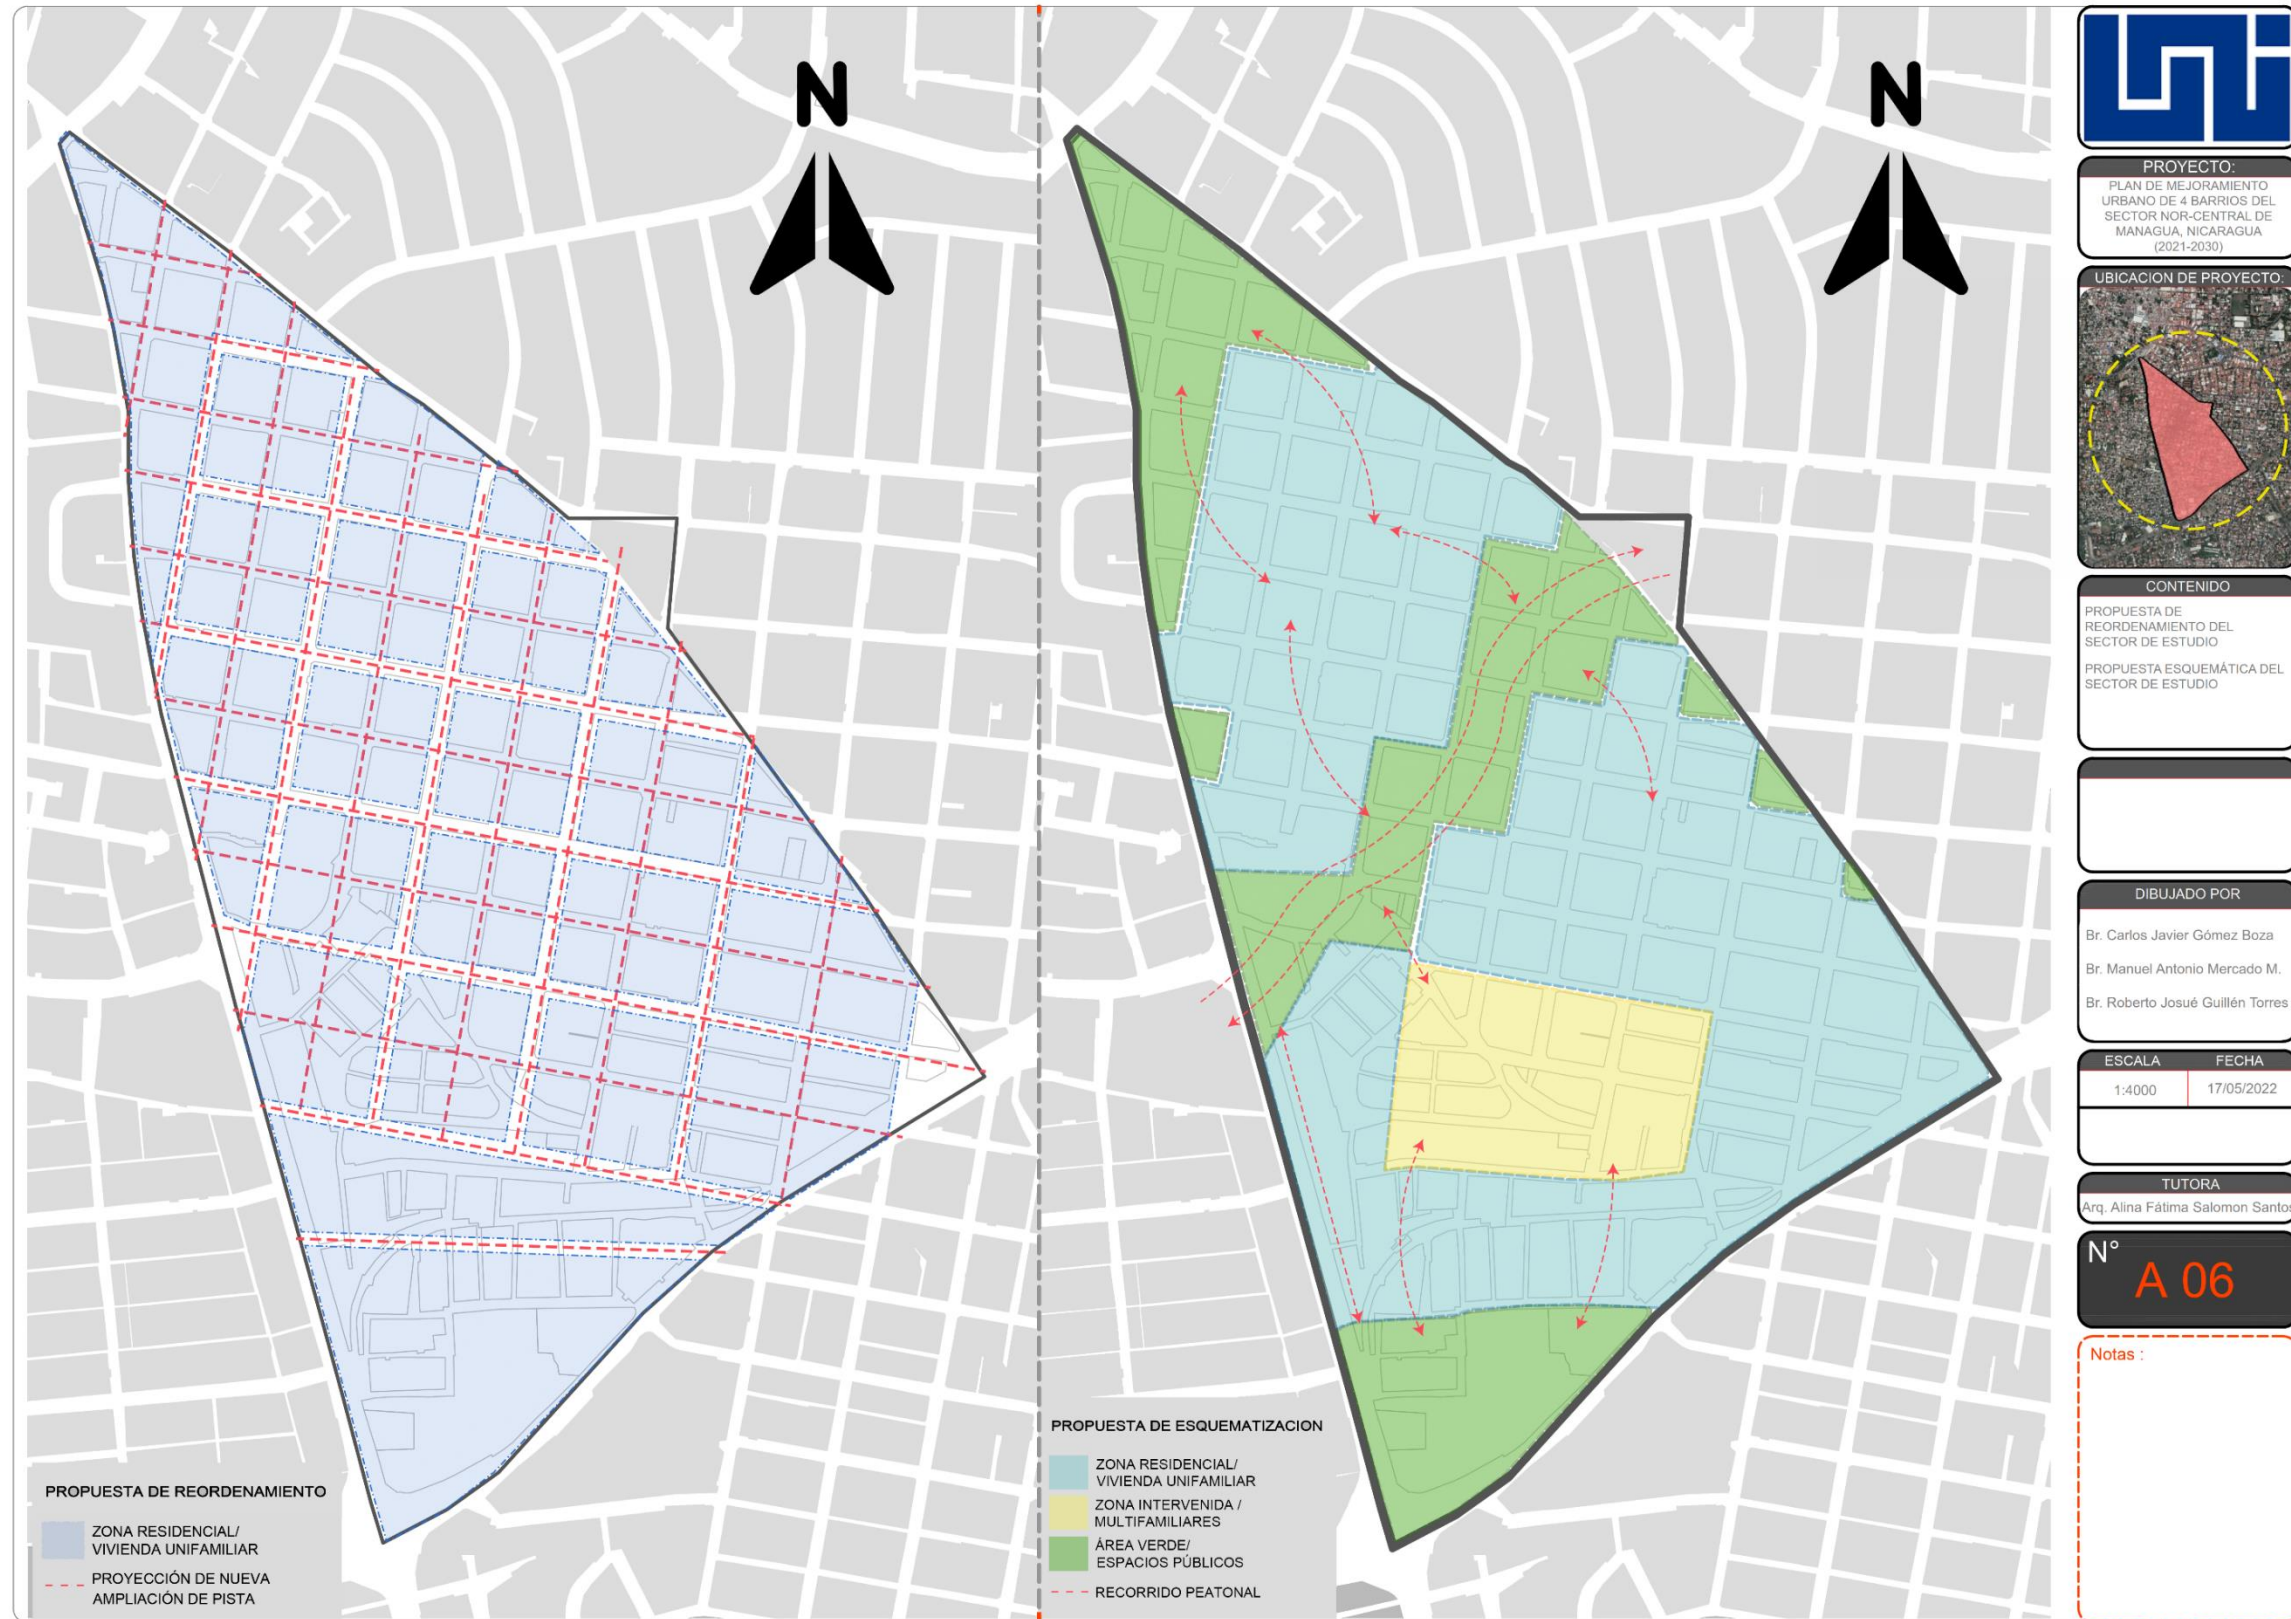 N
PROPUESTA DE REORDENAMIENTO
ZONA RESIDENCIAL/
VIVIENDA UNIFAMILIAR
PROYECCIÓN DE NUEVA
AMPLIACIÓN DE PISTA
N
PROPUESTA DE ESQUEMATIZACION
ZONA RESIDENCIAL/
VIVIENDA UNIFAMILIAR
ZONA INTERVENIDA /
MULTIFAMILIARES
ÁREA VERDE/
ESPACIOS PÚBLICOS
RECORRIDO PEATONAL
uni
PROYECTO:
PLAN DE MEJORAMIENTO
URBANO DE 4 BARRIOS DEL
SECTOR NOR-CENTRAL DE
MANAGUA, NICARAGUA
(2021-2030)
UBICACION DE PROYECTO:
CONTENIDO
PROPUESTA DE
REORDENAMIENTO DEL
SECTOR DE ESTUDIO
PROPUESTA ESQUEMÁTICA DEL
SECTOR DE ESTUDIO
DIBUJADO POR
Br. Carlos Javier Gómez Boza
Br. Manuel Antonio Mercado M.
Br. Roberto Josué Guillén Torres
ESCALA FECHA
1:4000 17/05/2022
TUTORA
Arq. Alina Fátima Salomon Santos
N°
A 06
Notas :